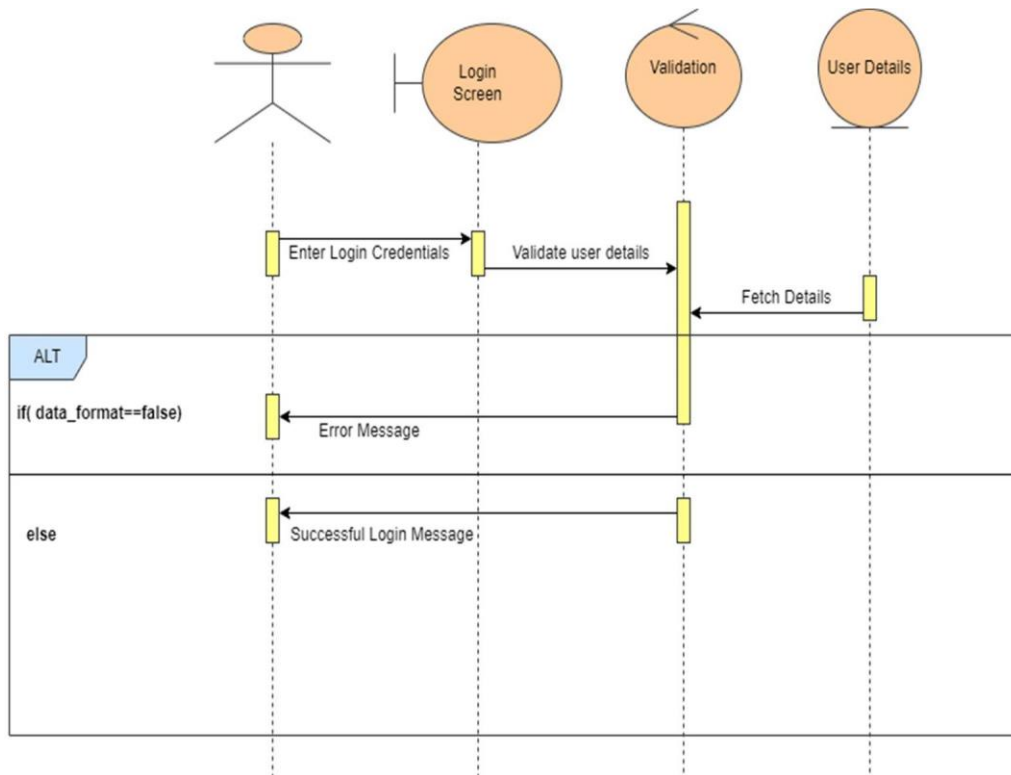 Login
Screen
Validation
User Details
Enter Login Credentials
Validate user details
Fetch Details
ALT
if( data_format==false)
Error Message
else
Successful Login Message